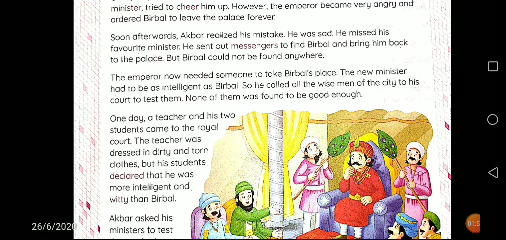 minister, tried to cheer him up. However, the emperor became very angry and
ordered Birbal to leave the palace forever.
Soon afterwards, Akbar realized his mistake. He was sad. He missed his
favourite minister. He sent out messengers to find Birbal and bring him back
to the palace. But Birbal could not be found anywhere.
The emperor now needed someone to take Birbal's place. The new minister
had to be as intelligent as Birbal. So he called all the wise men of the city to his
court to test them. None of them was found to be good enough.
One day, a teacher and his two
students came to the royal
court. The teacher was
dressed in dirty and torn
clothes, but his students
declared that he was
more intelligent and
witty than Birbal.
Akbar asked his
ministers to test
26/6/2020